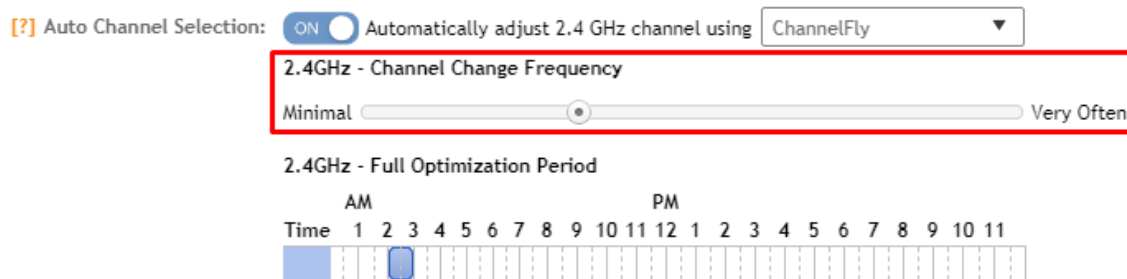 [?] Auto Channel Selection: ON Automatically adjust 2.4 GHz channel using ChannelFly
2.4GHz - Channel Change Frequency
Minimal Very Often
2.4GHz - Full Optimization Period
AM PM
Time 1 2 3 4 5 6 7 8 9 10 11 12 1 2 3 4 5 6 7 8 9 10 11